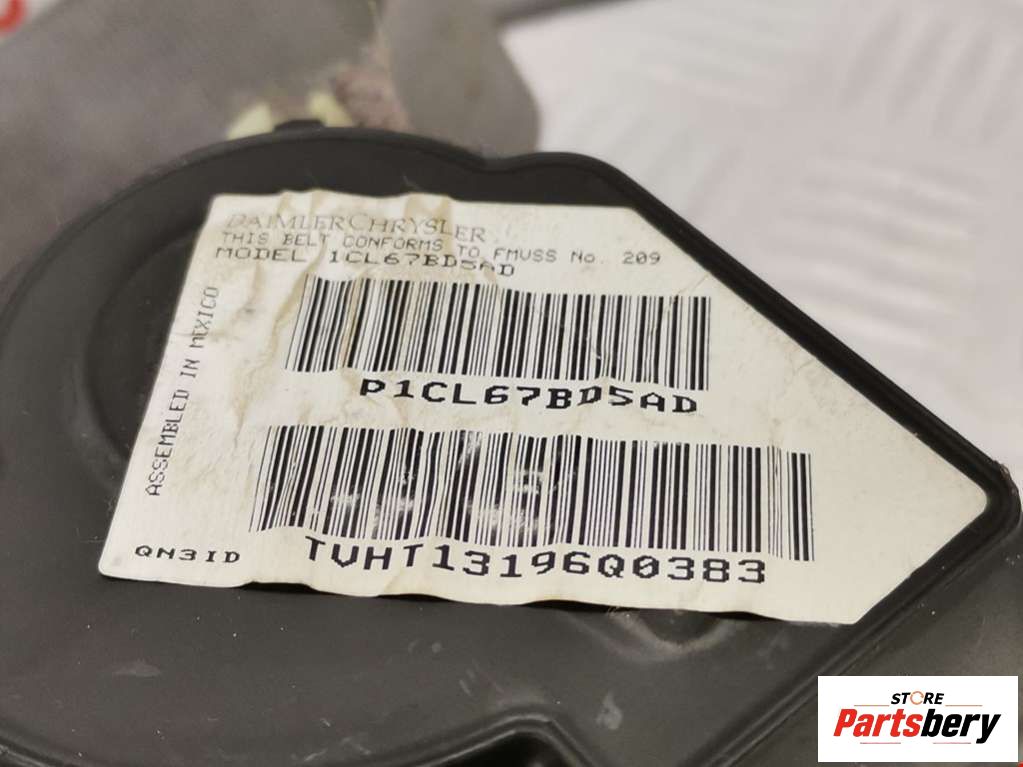 DAIMLERCHRYSLER
THIS BELT CONFORMS TO FMVSS No. 209
MODEL 1CL67BD5AD
P1CL67BD5AD
ASSEMBLED IN MEXICO
TVHT13196Q0383
QN3ID
STORE
Partsbery